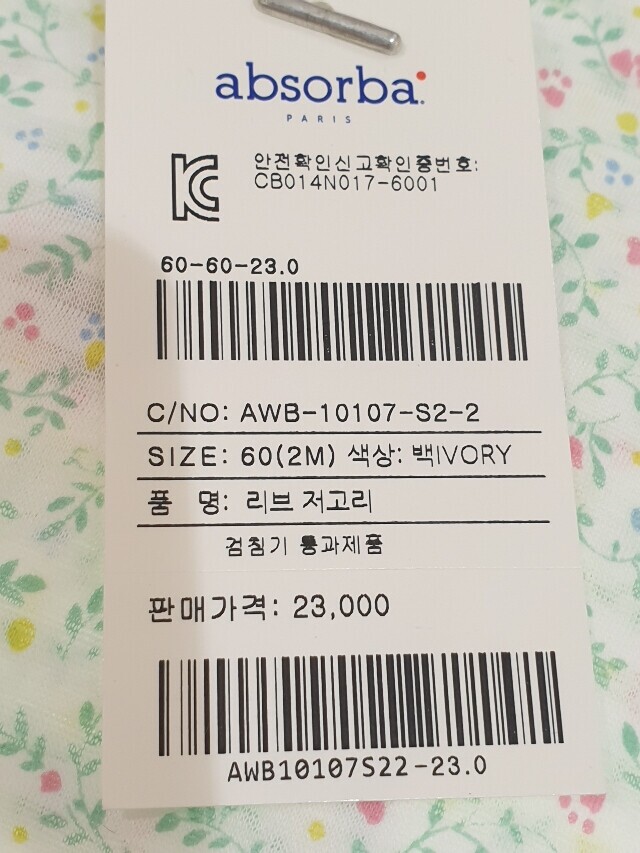 absorba
PARIS
안전확인신고확인증번호:
CB014N017-6001
60-60-23.0
C/NO: AWB-10107-S2-2
SIZE: 60(2M) 색상: 백IVORY
품 명: 리브 저고리
검침기 통과제품
판매가격: 23,000
AWB10107S22-23.0